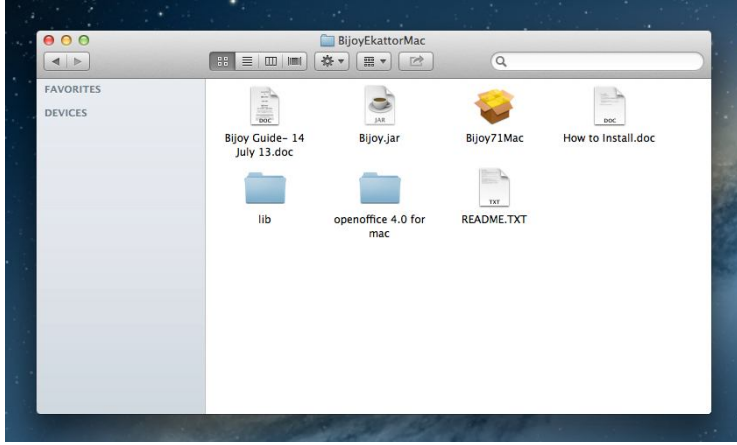 BijoyEkattorMac
FAVORITES
DEVICES
DOC
JAR
DOC
Bijoy Guide- 14
July 13.doc
Bijoy.jar
Bijoy71Mac
How to Install.doc
TXT
lib
openoffice 4.0 for
mac
README.TXT